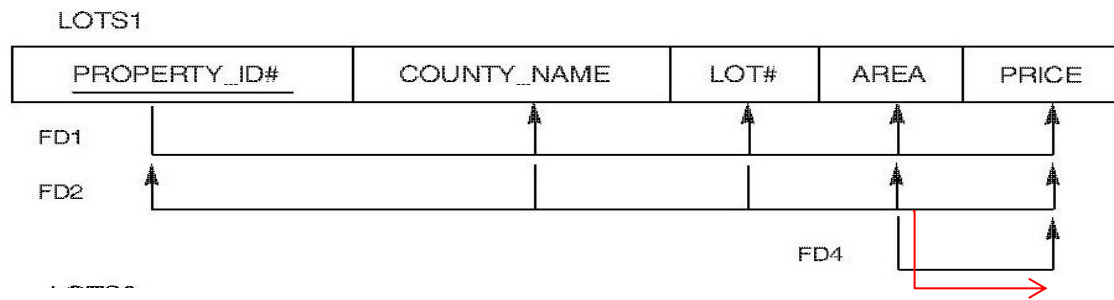 LOTS1
PROPERTY_ID# COUNTY_NAME LOT# AREA PRICE
FD1
FD2
FD4